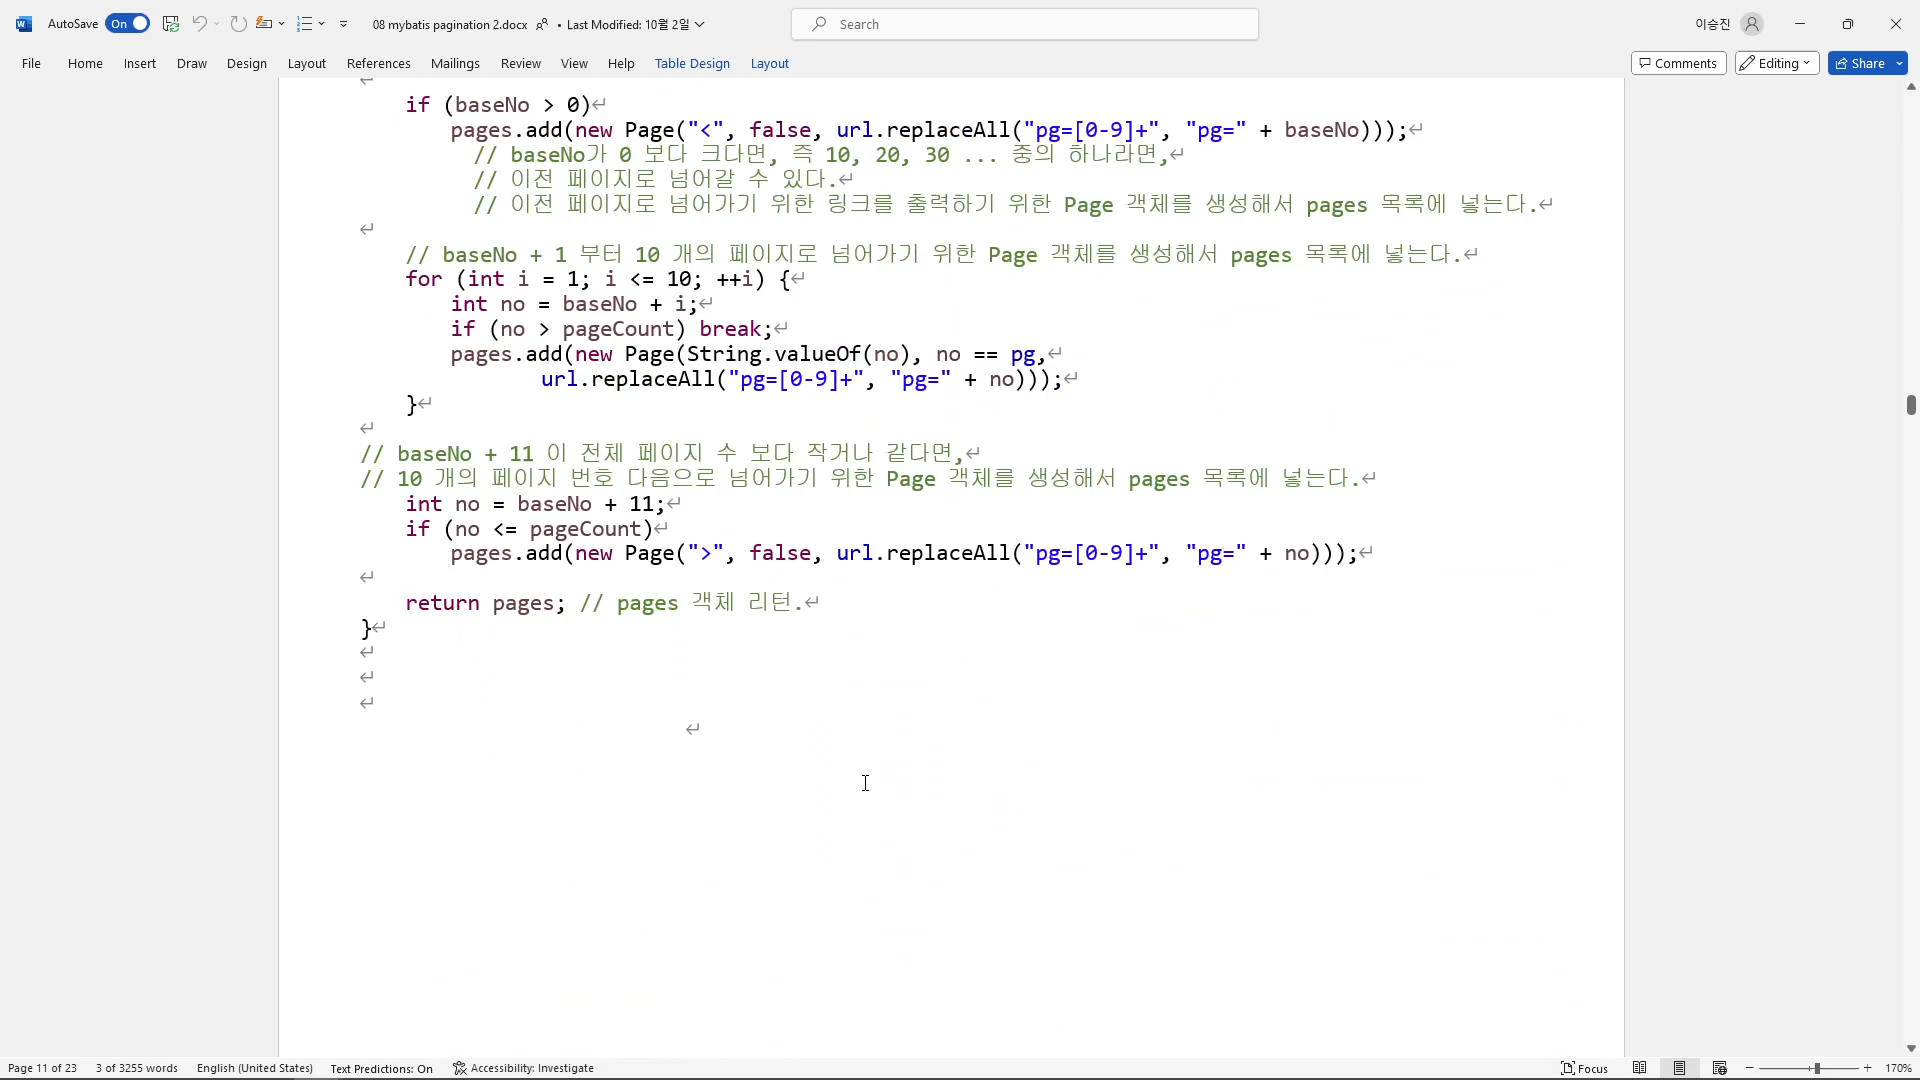 AutoSave On 08 mybatis pagination 2.docx • Last Modified: 10월 2일 Search 이승진
File Home Insert Draw Design Layout References Mailings Review View Help Table Design Layout Comments Editing Share
if (baseNo > 0)↵
pages.add(new Page("<", false, url.replaceAll("pg=[0-9]+", "pg=" + baseNo)));↵
// baseNo가 0 보다 크다면, 즉 10, 20, 30 ... 중의 하나라면,↵
// 이전 페이지로 넘어갈 수 있다.↵
// 이전 페이지로 넘어가기 위한 링크를 출력하기 위한 Page 객체를 생성해서 pages 목록에 넣는다.↵
↵
// baseNo + 1 부터 10 개의 페이지로 넘어가기 위한 Page 객체를 생성해서 pages 목록에 넣는다.↵
for (int i = 1; i <= 10; ++i) {↵
int no = baseNo + i;↵
if (no > pageCount) break;↵
pages.add(new Page(String.valueOf(no), no == pg,↵
url.replaceAll("pg=[0-9]+", "pg=" + no)));↵
}↵
↵
// baseNo + 11 이 전체 페이지 수 보다 작거나 같다면,↵
// 10 개의 페이지 번호 다음으로 넘어가기 위한 Page 객체를 생성해서 pages 목록에 넣는다.↵
int no = baseNo + 11;↵
if (no <= pageCount)↵
pages.add(new Page(">", false, url.replaceAll("pg=[0-9]+", "pg=" + no)));↵
↵
return pages; // pages 객체 리턴.↵
}↵
↵
↵
↵
↵
Page 11 of 23 3 of 3255 words English (United States) Text Predictions: On Accessibility: Investigate Focus 170%